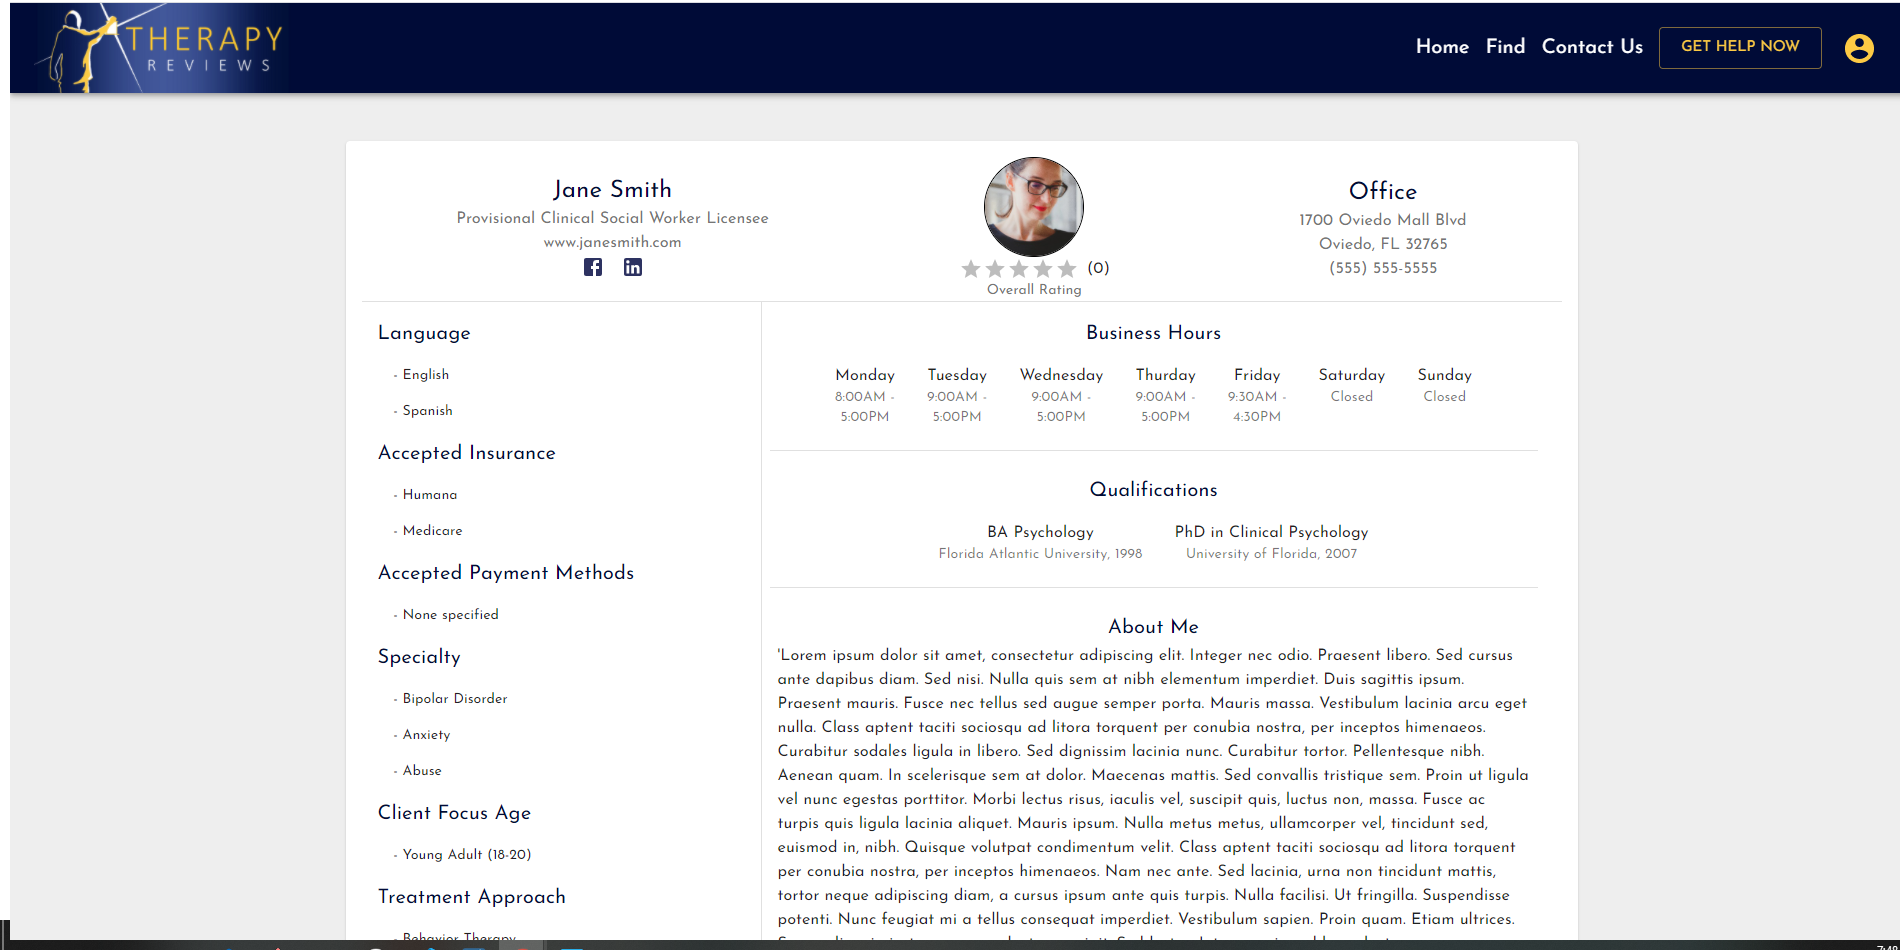 THERAPY
REVIEWS
Home Find Contact Us GET HELP NOW
Jane Smith
Provisional Clinical Social Worker Licensee
www.janesmith.com
(0)
Overall Rating
Office
1700 Oviedo Mall Blvd
Oviedo, FL 32765
(555) 555-5555
Language
- English
- Spanish
Accepted Insurance
- Humana
- Medicare
Accepted Payment Methods
- None specified
Specialty
- Bipolar Disorder
- Anxiety
- Abuse
Client Focus Age
- Young Adult (18-20)
Treatment Approach
- Behavior Therapy
Business Hours
Monday Tuesday Wednesday Thurday Friday Saturday Sunday
8:00AM - 9:00AM - 9:00AM - 9:00AM - 9:30AM - Closed Closed
5:00PM 5:00PM 5:00PM 5:00PM 4:30PM
Qualifications
BA Psychology PhD in Clinical Psychology
Florida Atlantic University, 1998 University of Florida, 2007
About Me
'Lorem ipsum dolor sit amet, consectetur adipiscing elit. Integer nec odio. Praesent libero. Sed cursus
ante dapibus diam. Sed nisi. Nulla quis sem at nibh elementum imperdiet. Duis sagittis ipsum.
Praesent mauris. Fusce nec tellus sed augue semper porta. Mauris massa. Vestibulum lacinia arcu eget
nulla. Class aptent taciti sociosqu ad litora torquent per conubia nostra, per inceptos himenaeos.
Curabitur sodales ligula in libero. Sed dignissim lacinia nunc. Curabitur tortor. Pellentesque nibh.
Aenean quam. In scelerisque sem at dolor. Maecenas mattis. Sed convallis tristique sem. Proin ut ligula
vel nunc egestas porttitor. Morbi lectus risus, iaculis vel, suscipit quis, luctus non, massa. Fusce ac
turpis quis ligula lacinia aliquet. Mauris ipsum. Nulla metus metus, ullamcorper vel, tincidunt sed,
euismod in, nibh. Quisque volutpat condimentum velit. Class aptent taciti sociosqu ad litora torquent
per conubia nostra, per inceptos himenaeos. Nam nec ante. Sed lacinia, urna non tincidunt mattis,
tortor neque adipiscing diam, a cursus ipsum ante quis turpis. Nulla facilisi. Ut fringilla. Suspendisse
potenti. Nunc feugiat mi a tellus consequat imperdiet. Vestibulum sapien. Proin quam. Etiam ultrices.